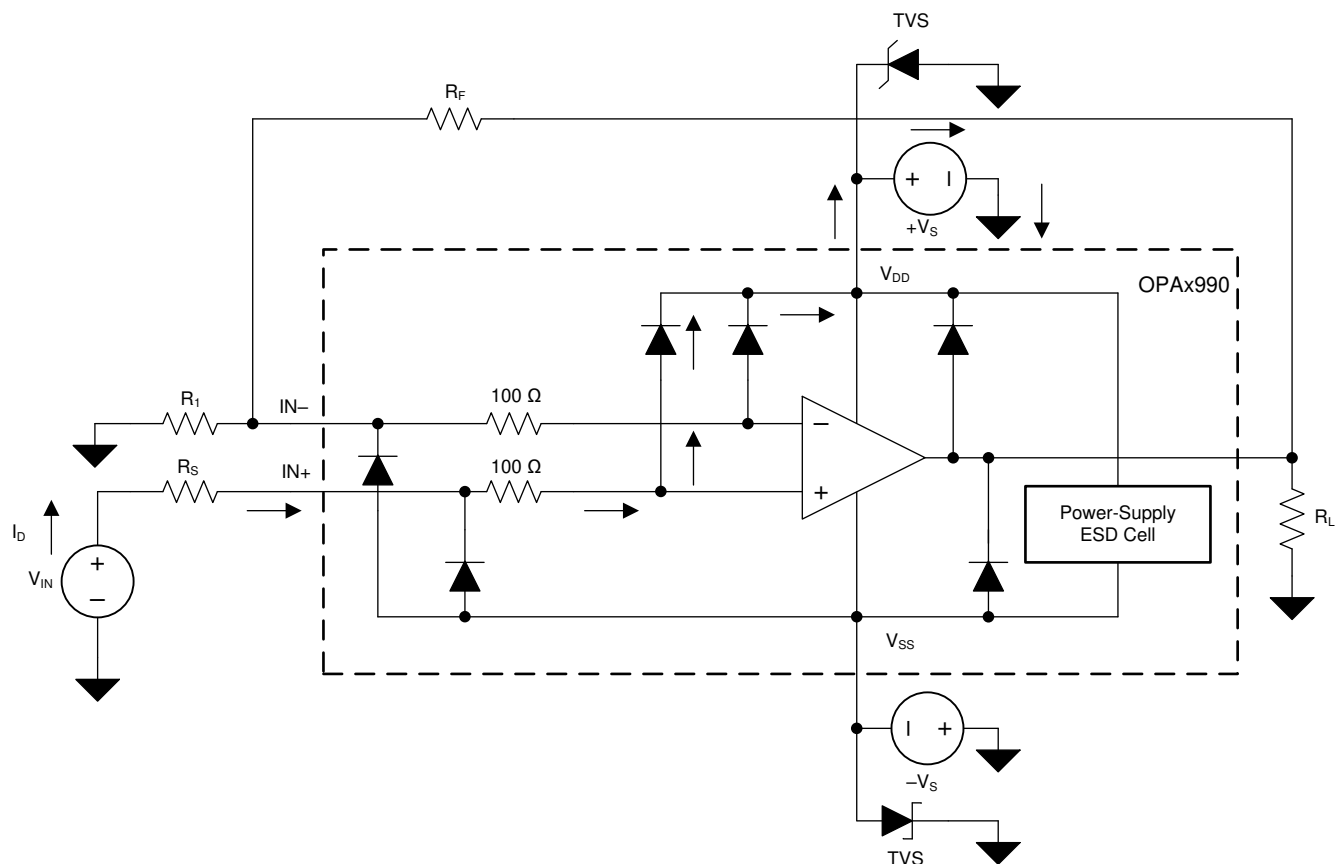 TVS
R_F
+ I
+V_S
V_DD
OPAx990
R_1
IN–
100 Ω
–
R_S
IN+
100 Ω
+
I_D
V_IN
+
–
Power-Supply
ESD Cell
R_L
V_SS
I +
–V_S
TVS